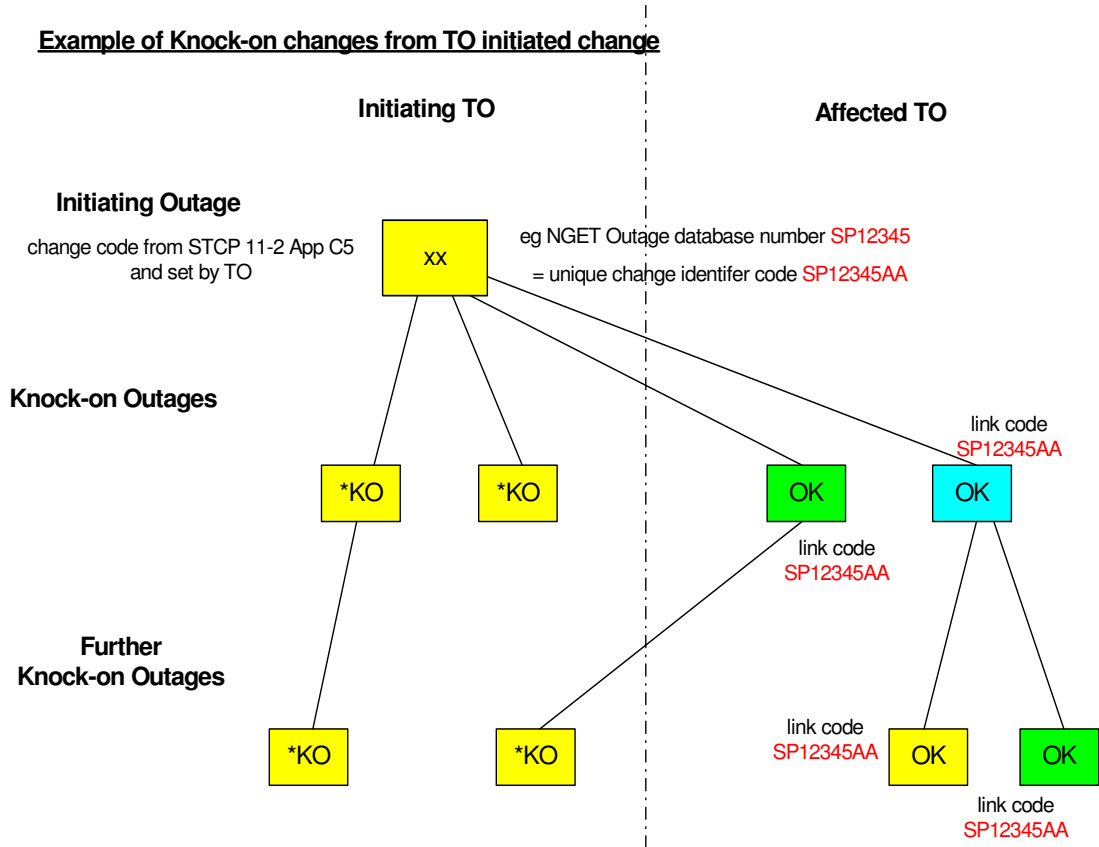 Example of Knock-on changes from TO initiated change
Initiating TO
Affected TO
Initiating Outage
change code from STCP 11-2 App C5
and set by TO
xx
eg NGET Outage database number SP12345
= unique change identifer code SP12345AA
Knock-on Outages
link code
SP12345AA
*KO
*KO
OK
OK
link code
SP12345AA
Further
Knock-on Outages
link code
SP12345AA
*KO
*KO
OK
OK
link code
SP12345AA